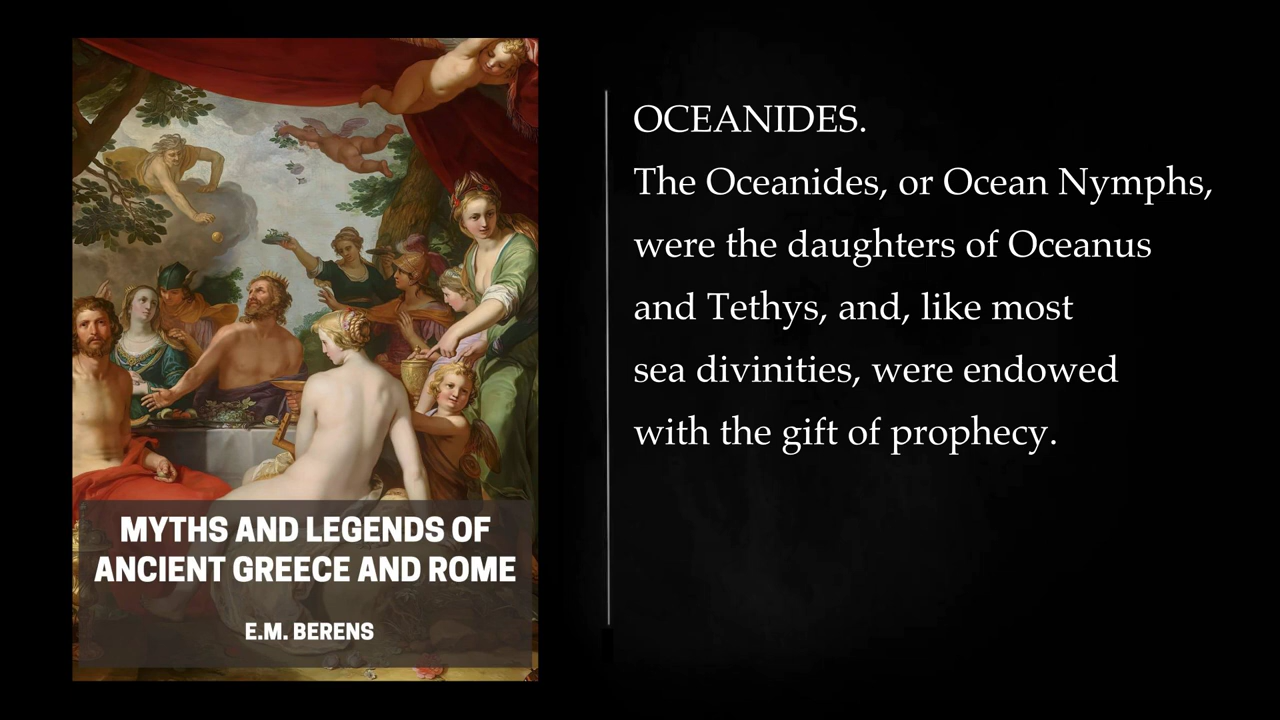 MYTHS AND LEGENDS OF
ANCIENT GREECE AND ROME
E.M. BERENS
OCEANIDES.
The Oceanides, or Ocean Nymphs,
were the daughters of Oceanus
and Tethys, and, like most
sea divinities, were endowed
with the gift of prophecy.